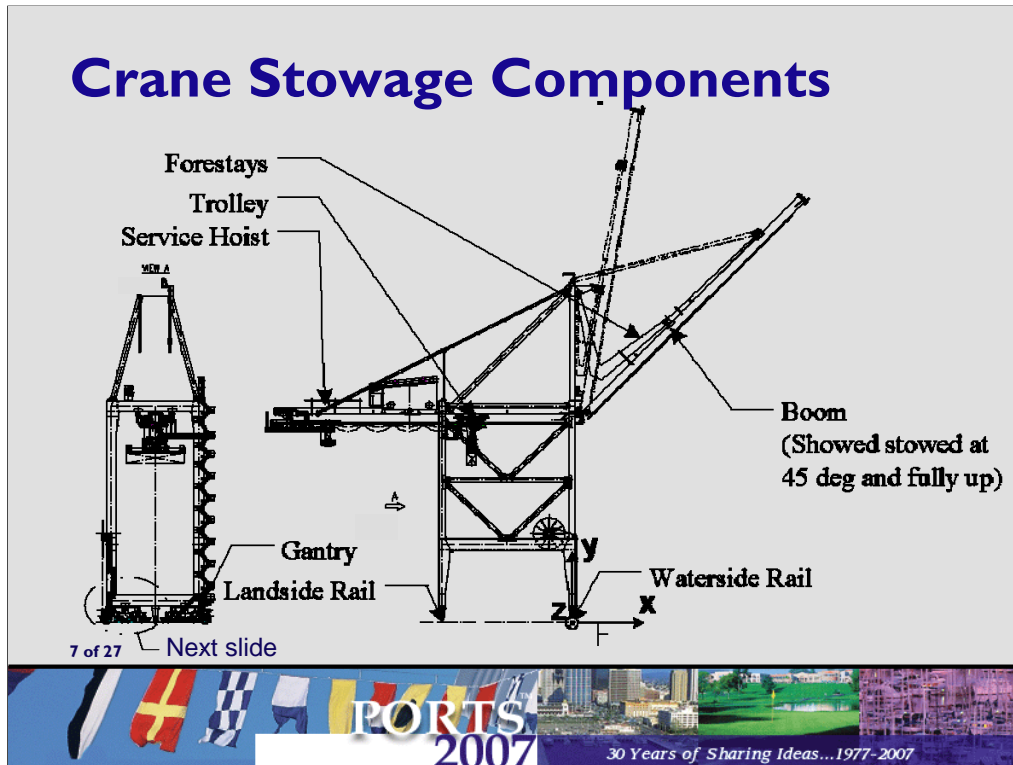 Crane Stowage Components
Forestays
Trolley
Service Hoist
VIEW A
Boom
(Showed stowed at
45 deg and fully up)
A
Gantry
Landside Rail
y
Waterside Rail
z
x
7 of 27
Next slide
PORTS™
2007
30 Years of Sharing Ideas...1977-2007